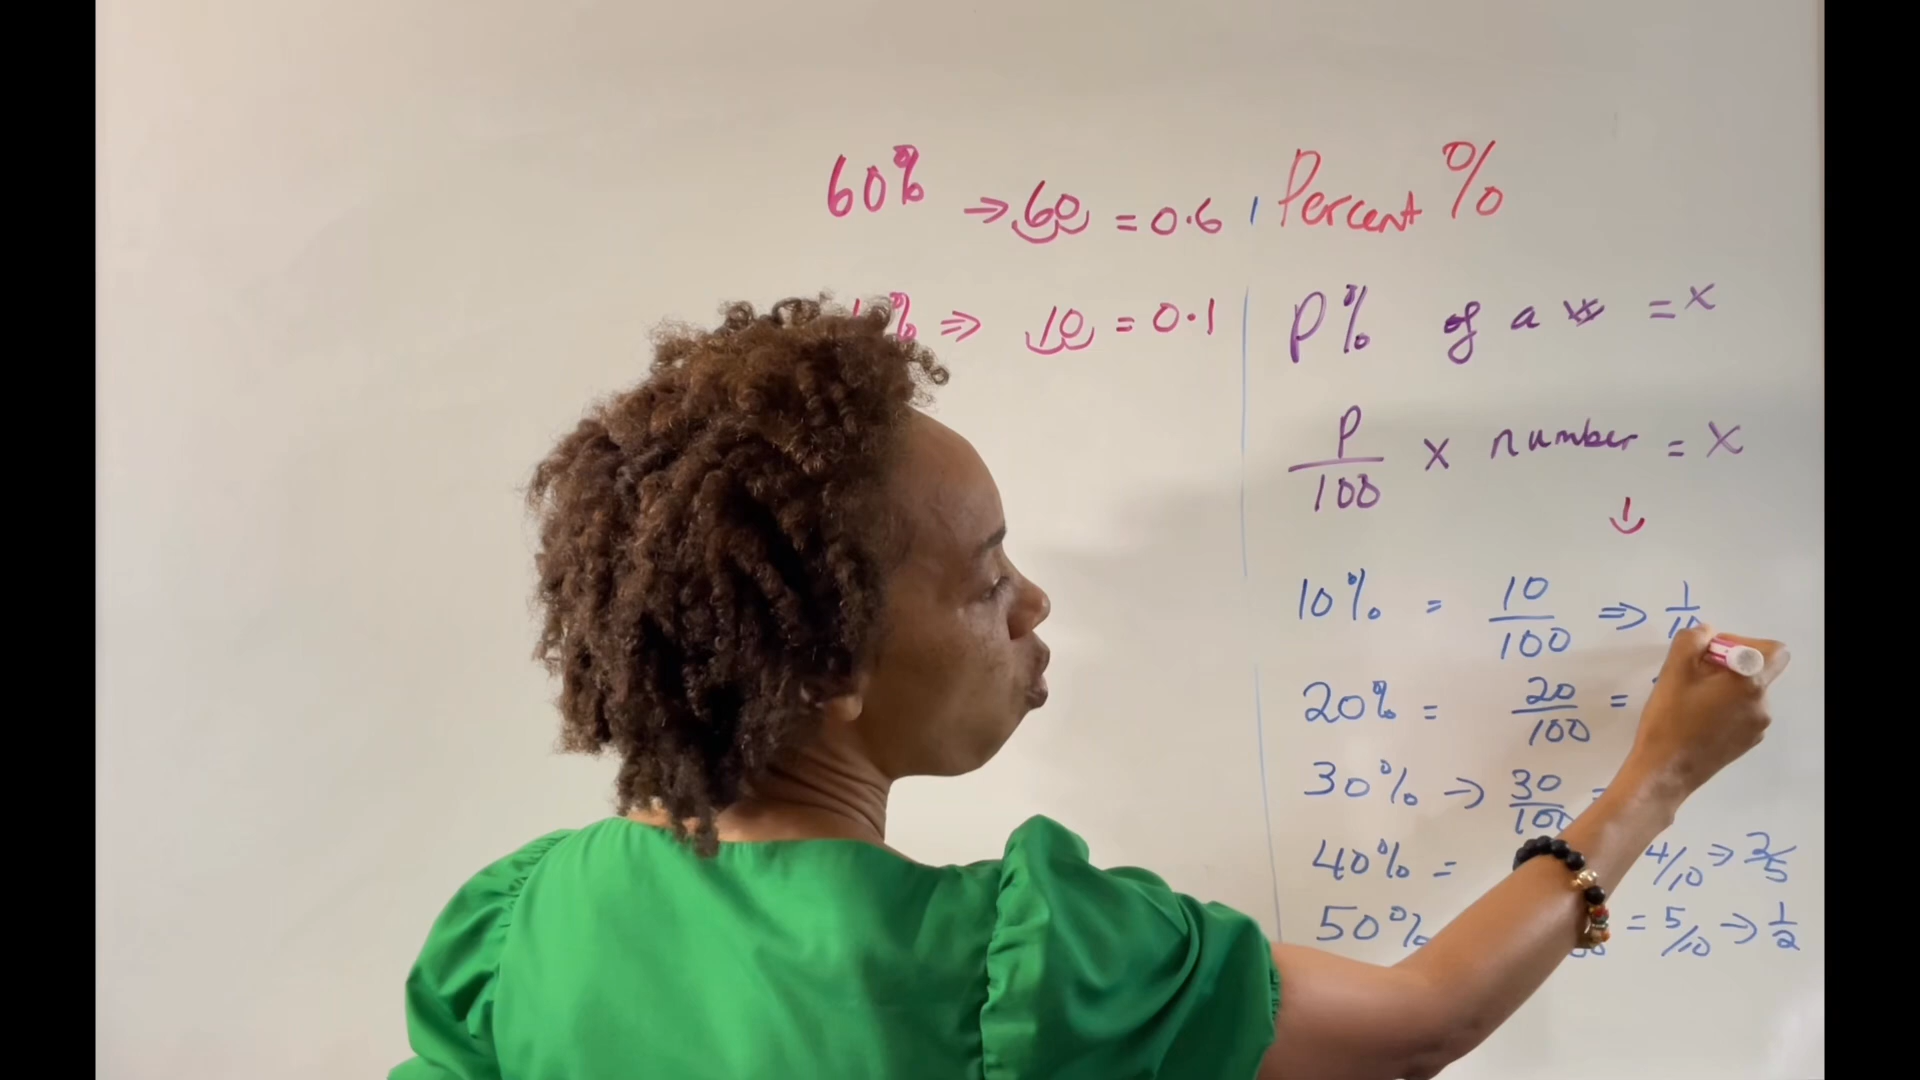 60% → 60 = 0.6
% ⇒ 10 = 0.1
Percent %
P% of a = x
P/100 x number = x
10% = 10/100 ⇒ 1/10
20% = 20/100 =
30% → 30/100 =
40% = 4/10 ⇒ 2/5
50% = 5/10 → 1/2